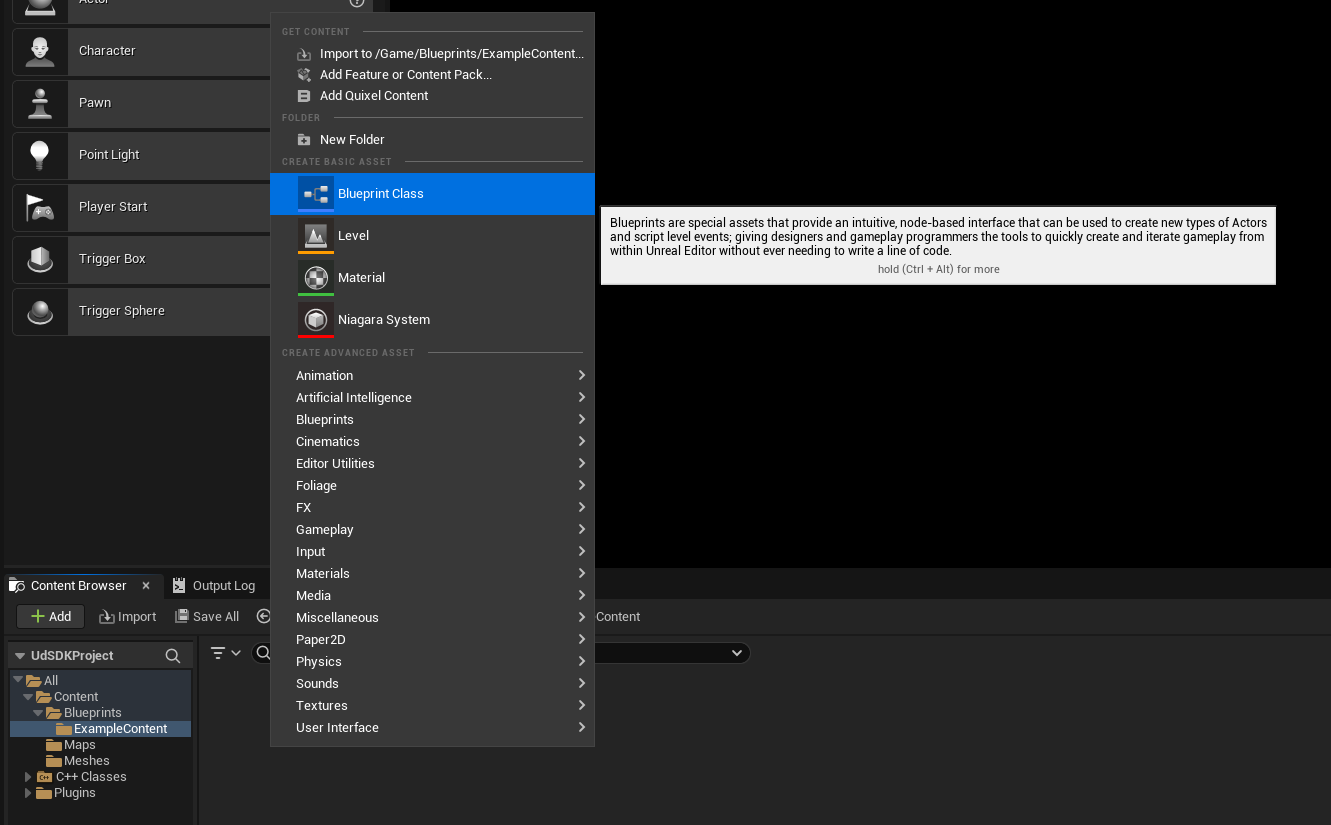 Actor
Character
Pawn
Point Light
Player Start
Trigger Box
Trigger Sphere
GET CONTENT
Import to /Game/Blueprints/ExampleContent...
Add Feature or Content Pack...
Add Quixel Content
FOLDER
New Folder
CREATE BASIC ASSET
Blueprint Class
Level
Material
Niagara System
CREATE ADVANCED ASSET
Animation
Artificial Intelligence
Blueprints
Cinematics
Editor Utilities
Foliage
FX
Gameplay
Input
Materials
Media
Miscellaneous
Paper2D
Physics
Sounds
Textures
User Interface
Blueprints are special assets that provide an intuitive, node-based interface that can be used to create new types of Actors
and script level events; giving designers and gameplay programmers the tools to quickly create and iterate gameplay from
within Unreal Editor without ever needing to write a line of code.
hold (Ctrl + Alt) for more
Content Browser
Output Log
Add
Import
Save All
Content
UdSDKProject
All
Content
Blueprints
ExampleContent
Maps
Meshes
C++ Classes
Plugins